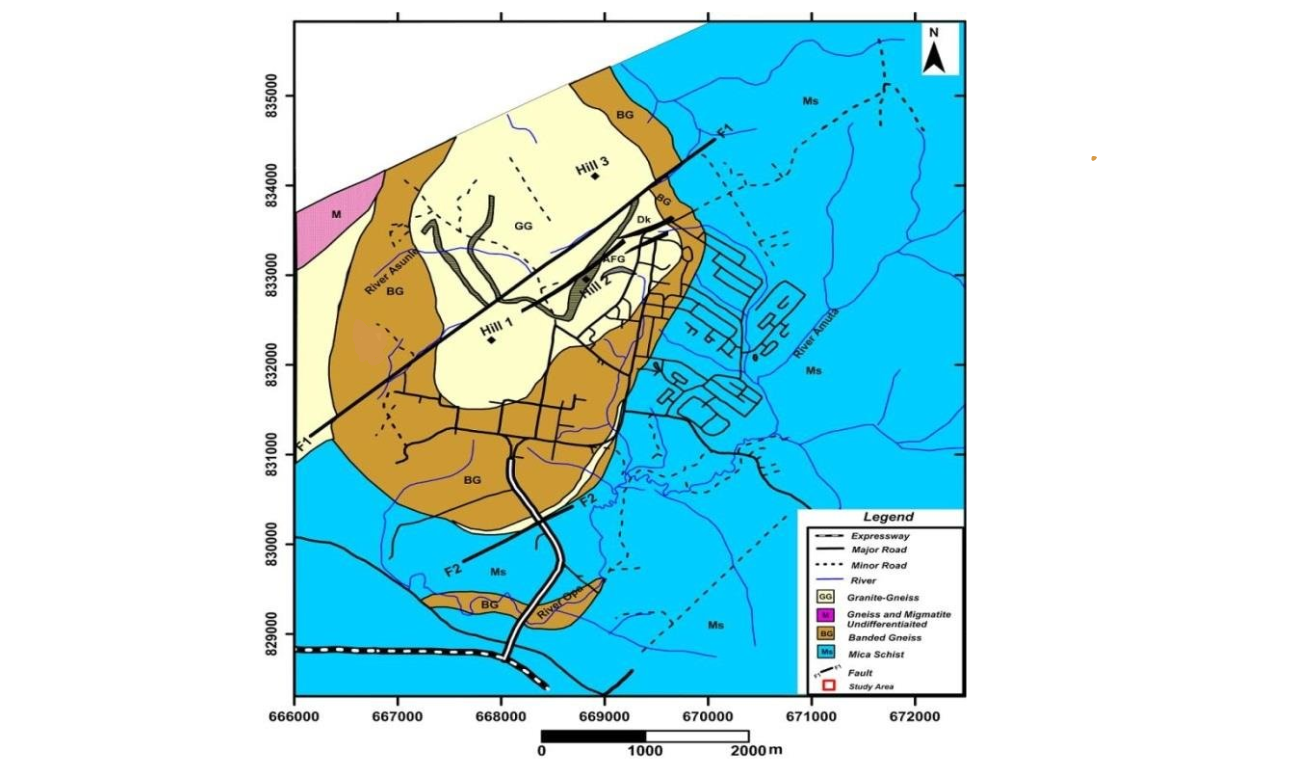 N
835000
834000
833000
832000
831000
830000
829000
Ms
BG
F1
Hill 3
M
BG
Dk
GG
River Asunle
AFG
BG
Hill 2
Hill 1
River Amuta
Ms
F1
BG
F2
F2
Ms
BG
River Opa
Ms
Legend
Expressway
Major Road
Minor Road
River
GG Granite-Gneiss
M Gneiss and Migmatite
Undifferentiaited
BG Banded Gneiss
Ms Mica Schist
F1 F1 Fault
Study Area
666000 667000 668000 669000 670000 671000 672000
0 1000 2000m